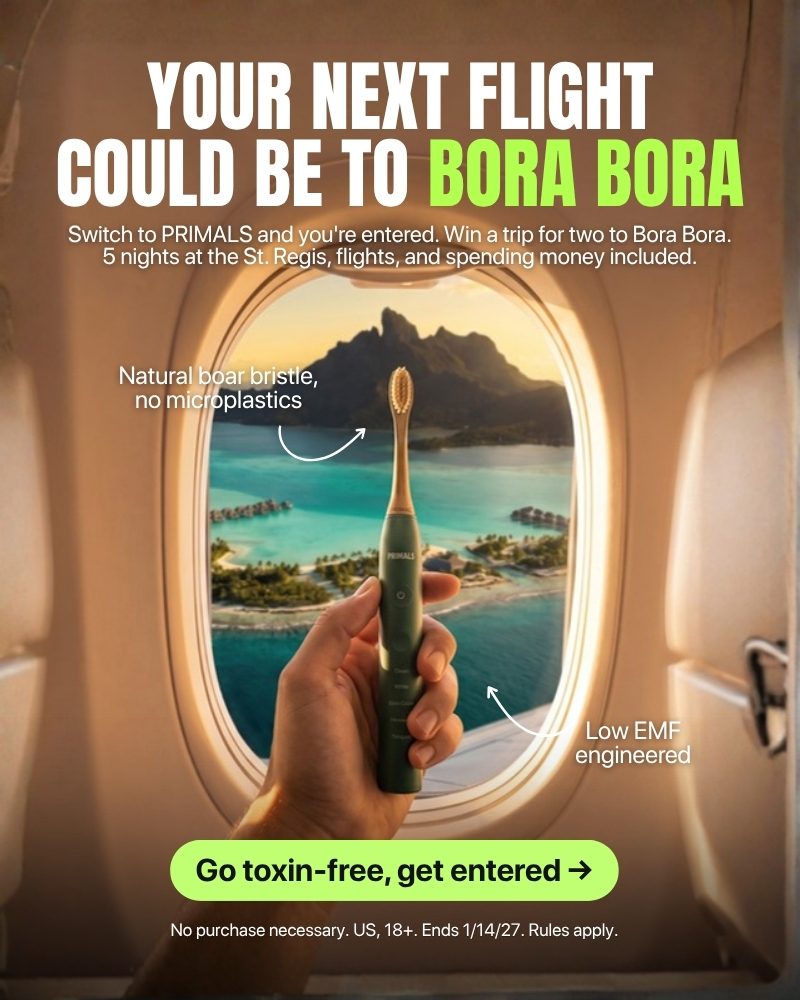 YOUR NEXT FLIGHT
COULD BE TO BORA BORA
Switch to PRIMALS and you're entered. Win a trip for two to Bora Bora.
5 nights at the St. Regis, flights, and spending money included.
Natural boar bristle,
no microplastics
PRIMALS
Low EMF
engineered
Go toxin-free, get entered →
No purchase necessary. US, 18+. Ends 1/14/27. Rules apply.